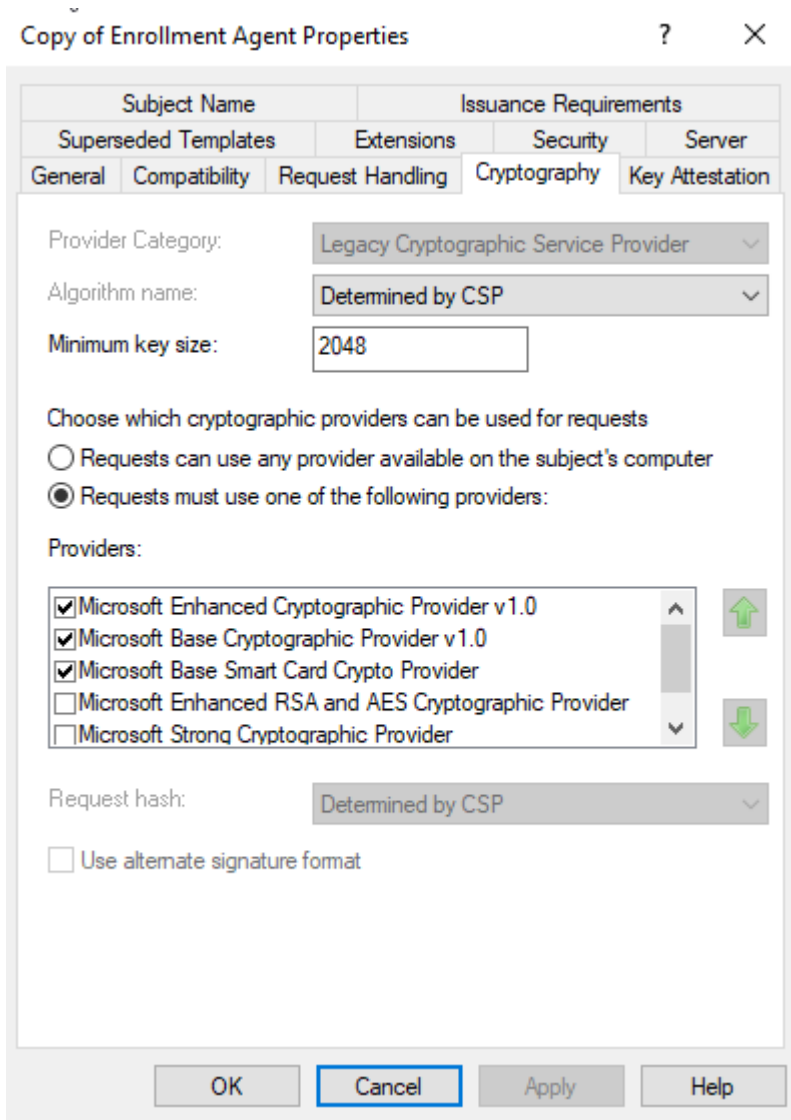 Copy of Enrollment Agent Properties ?
Subject Name Issuance Requirements
Superseded Templates Extensions Security Server
General Compatibility Request Handling Cryptography Key Attestation
Provider Category: Legacy Cryptographic Service Provider
Algorithm name: Determined by CSP
Minimum key size: 2048
Choose which cryptographic providers can be used for requests
Requests can use any provider available on the subject's computer
Requests must use one of the following providers:
Providers:
Microsoft Enhanced Cryptographic Provider v1.0
Microsoft Base Cryptographic Provider v1.0
Microsoft Base Smart Card Crypto Provider
Microsoft Enhanced RSA and AES Cryptographic Provider
Microsoft Strong Cryptographic Provider
Request hash: Determined by CSP
Use alternate signature format
OK Cancel Apply Help